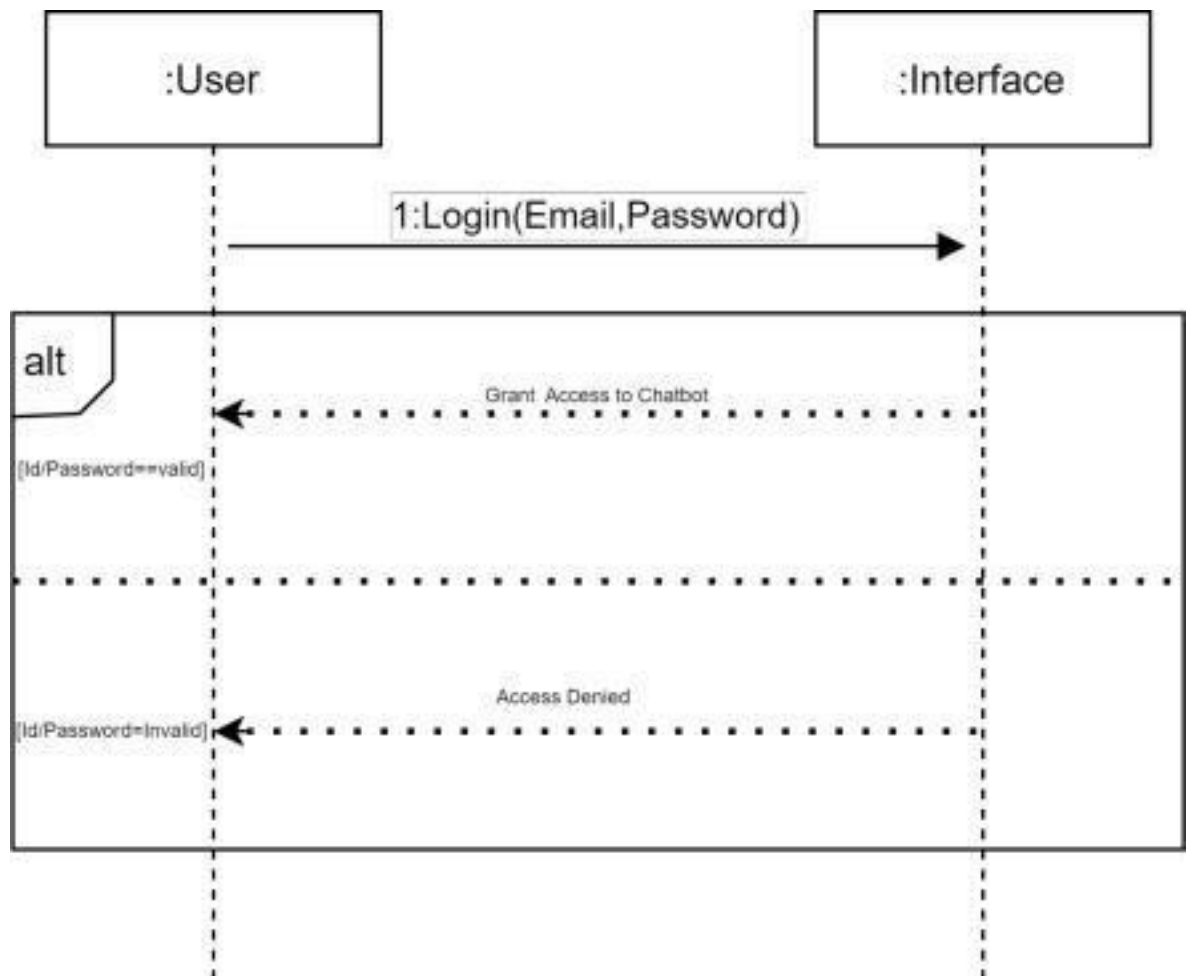 :User
:Interface
1:Login(Email,Password)
alt
Grant Access to Chatbot
[Id/Password==valid]
Access Denied
[Id/Password=Invalid]